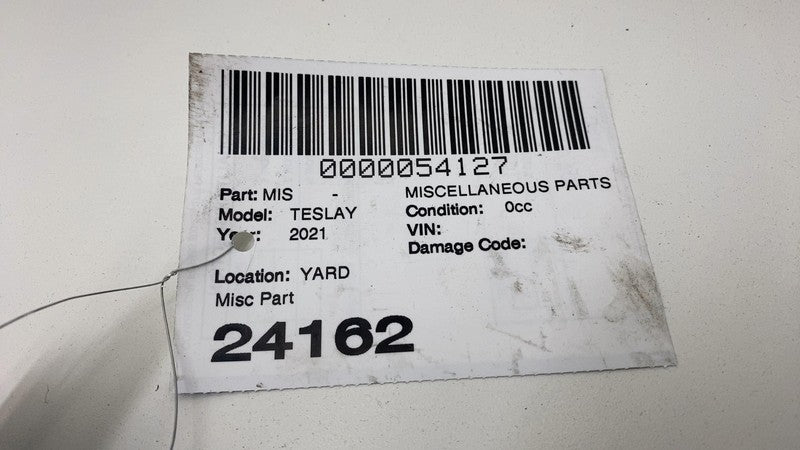 0000054127
Part: MIS - MISCELLANEOUS PARTS
Model: TESLAY Condition: 0cc
Year: 2021 VIN:
Damage Code:
Location: YARD
Misc Part
24162